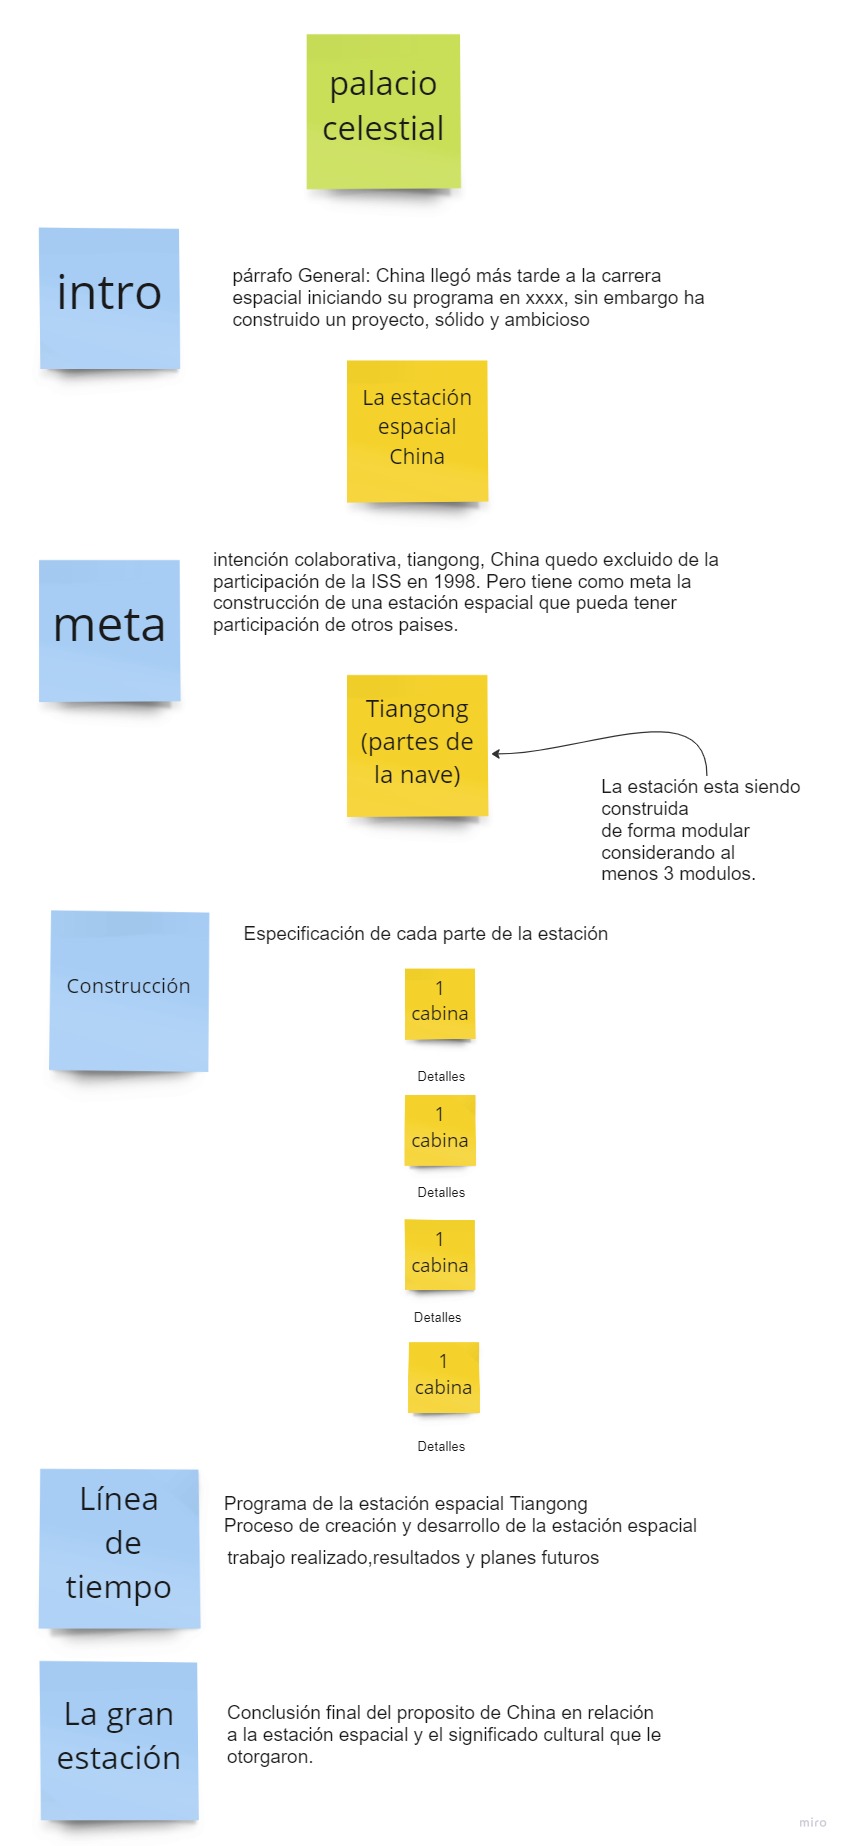 palacio
celestial
intro
párrafo General: China llegó más tarde a la carrera
espacial iniciando su programa en xxxx, sin embargo ha
construido un proyecto, sólido y ambicioso
La estación
espacial
China
meta
intención colaborativa, tiangong, China quedo excluido de la
participación de la ISS en 1998. Pero tiene como meta la
construcción de una estación espacial que pueda tener
participación de otros paises.
Tiangong
(partes de
la nave)
La estación esta siendo
construida
de forma modular
considerando al
menos 3 modulos.
Construcción
Especificación de cada parte de la estación
1
cabina
Detalles
1
cabina
Detalles
1
cabina
Detalles
1
cabina
Detalles
Línea
de
tiempo
Programa de la estación espacial Tiangong
Proceso de creación y desarrollo de la estación espacial
trabajo realizado,resultados y planes futuros
La gran
estación
Conclusión final del proposito de China en relación
a la estación espacial y el significado cultural que le
otorgaron.
miro